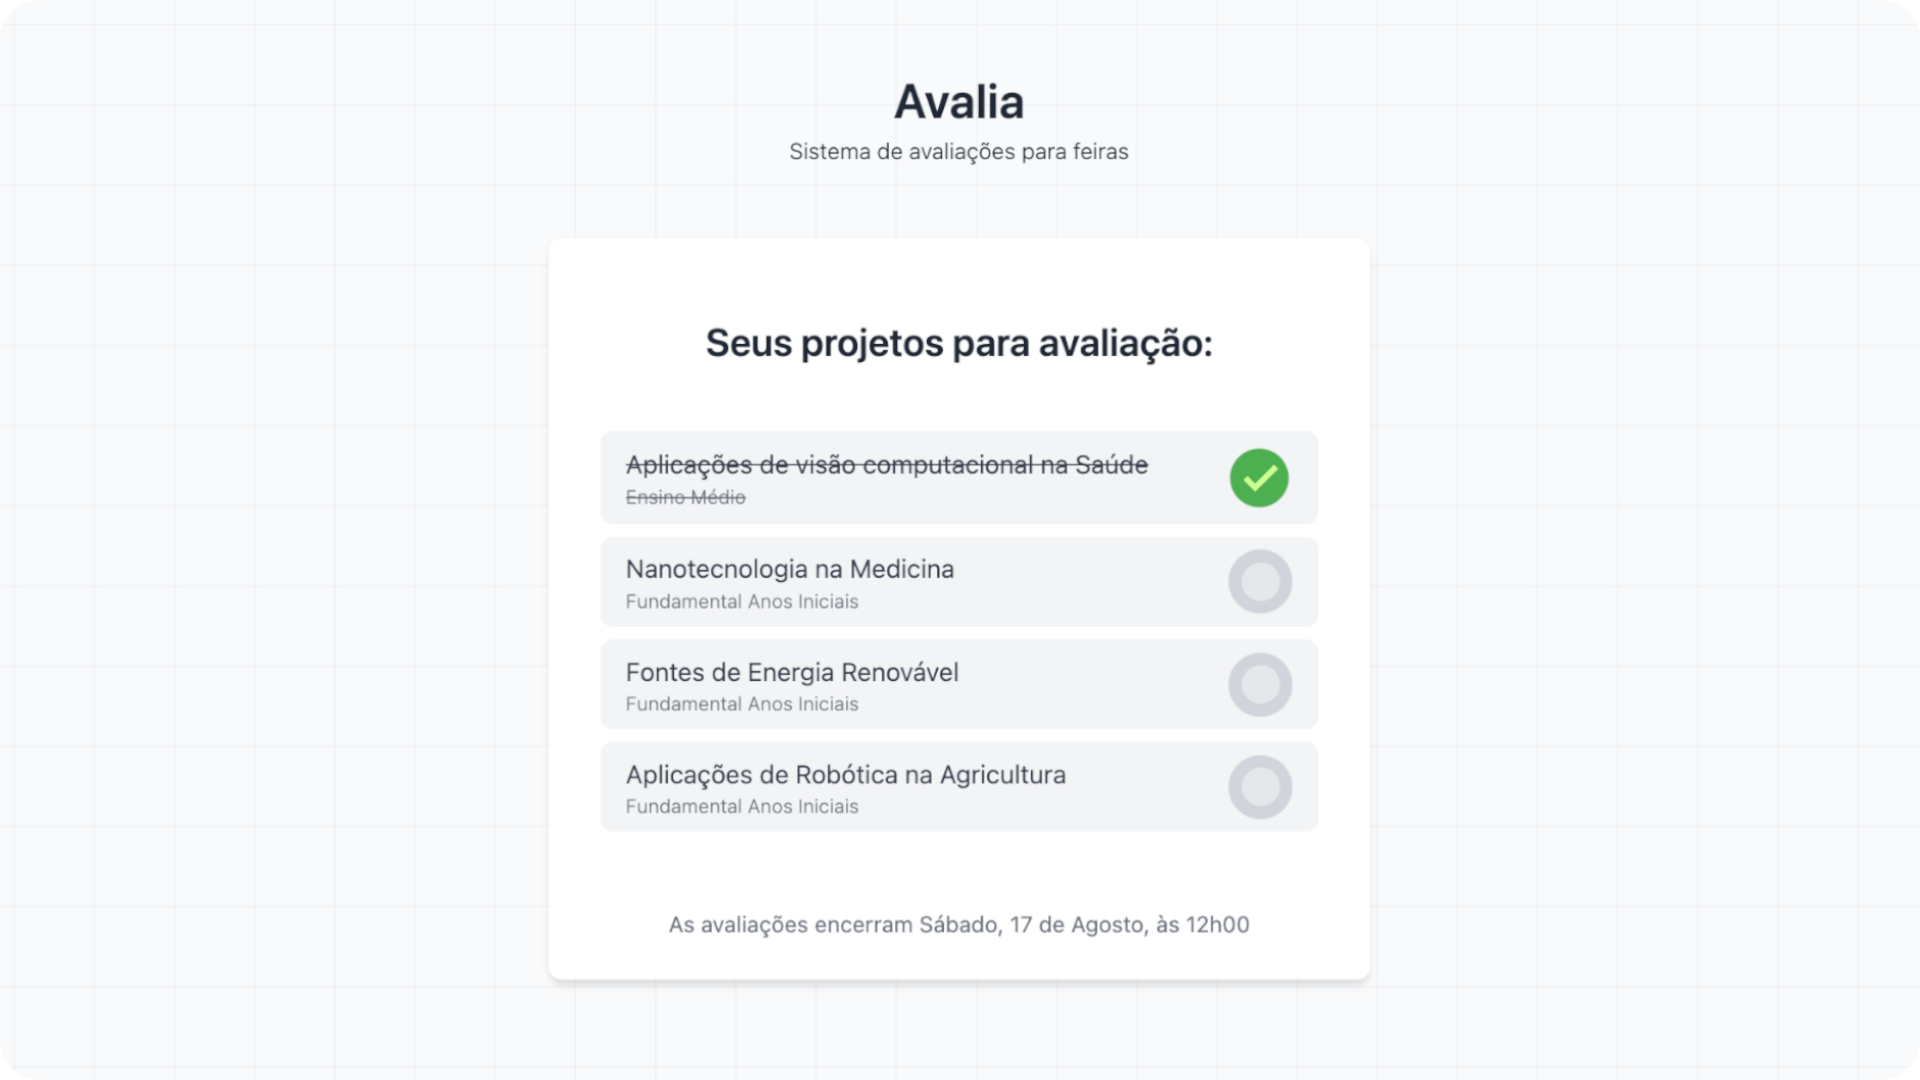 Avalia
Sistema de avaliações para feiras
Seus projetos para avaliação:
Aplicações de visão computacional na Saúde
Ensino Médio
Nanotecnologia na Medicina
Fundamental Anos Iniciais
Fontes de Energia Renovável
Fundamental Anos Iniciais
Aplicações de Robótica na Agricultura
Fundamental Anos Iniciais
As avaliações encerram Sábado, 17 de Agosto, às 12h00